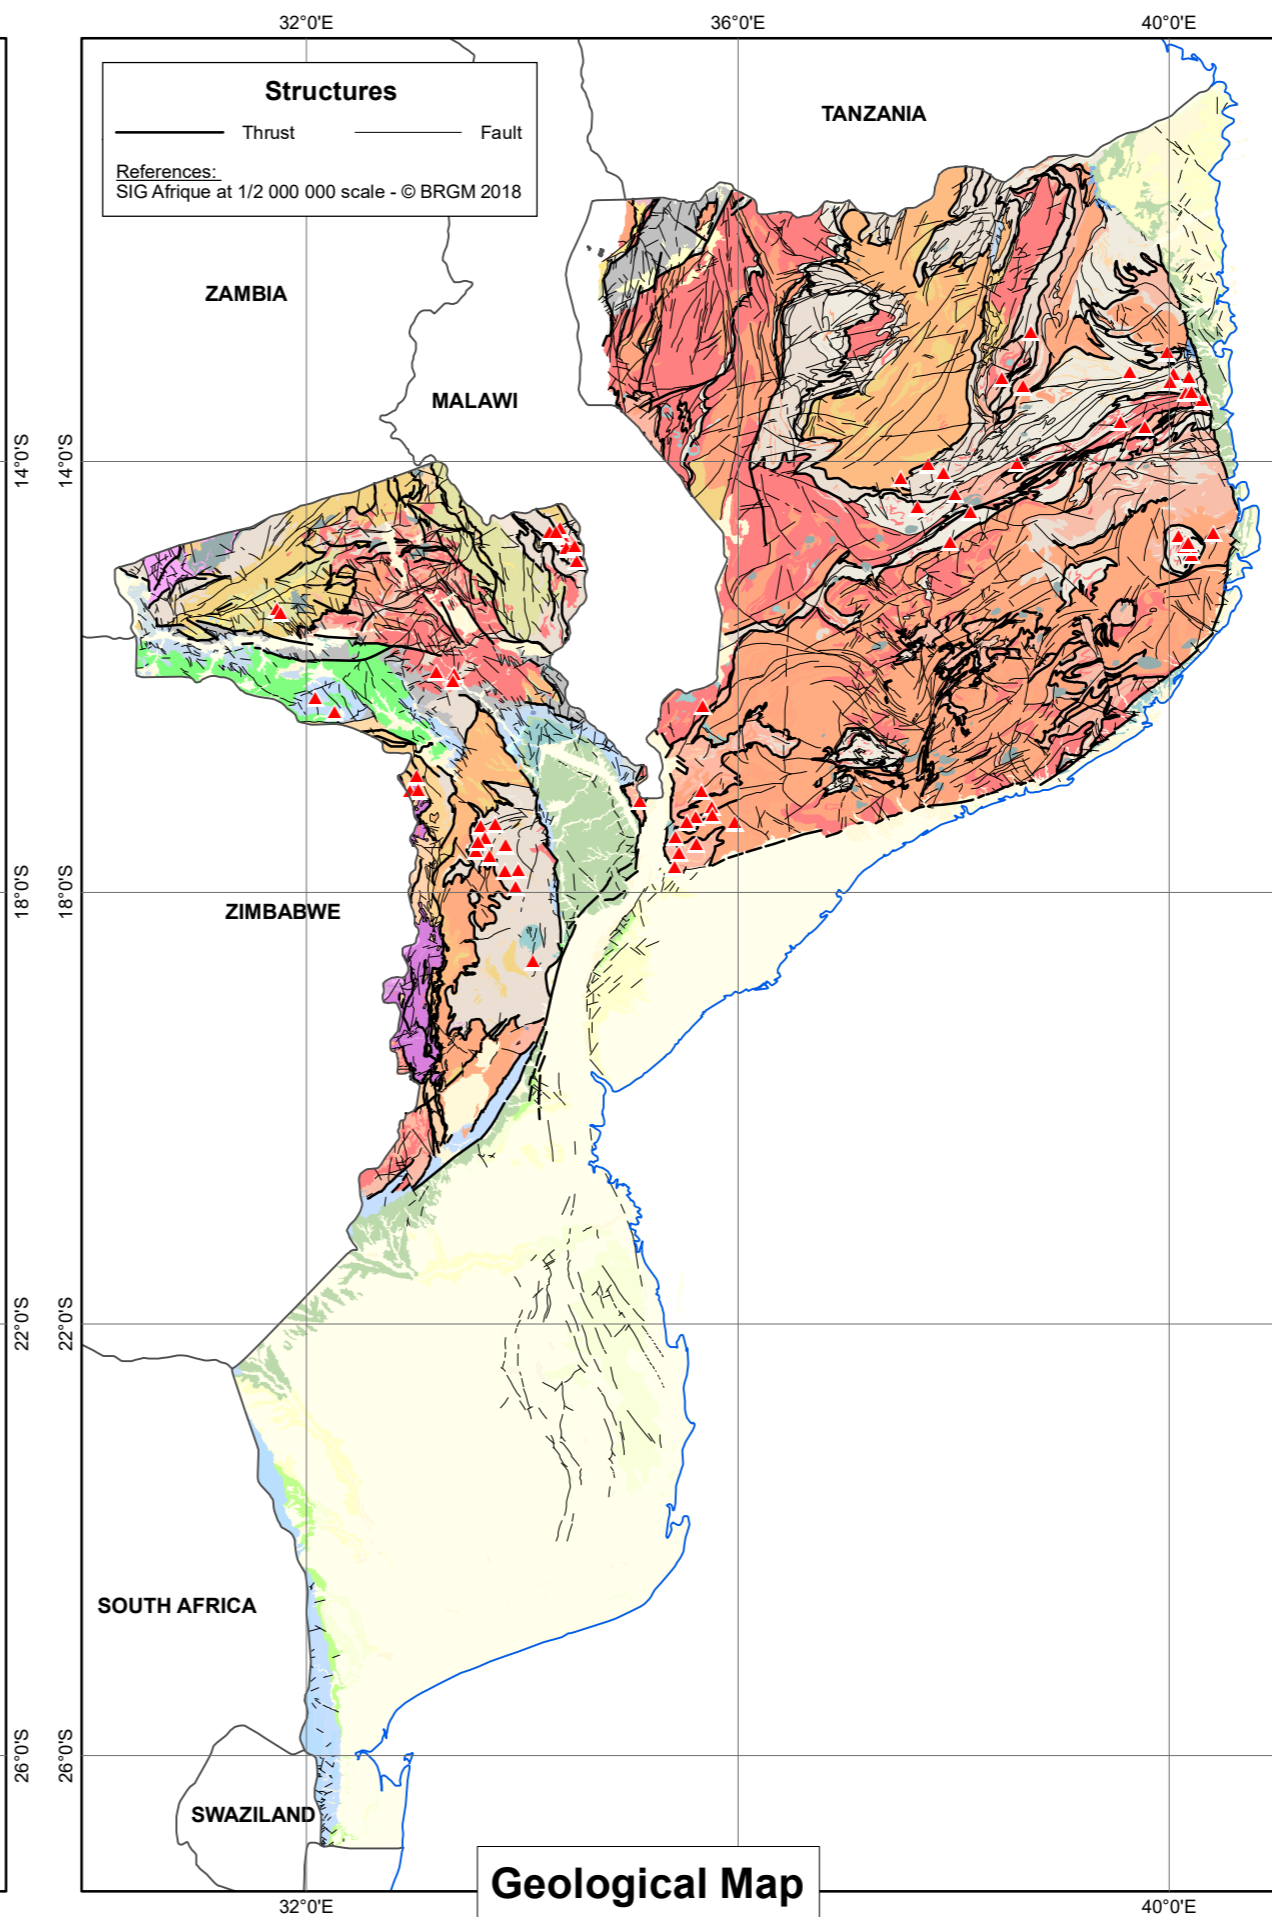 32°0'E
36°0'E
40°0'E
Structures
Thrust
Fault
References:
SIG Afrique at 1/2 000 000 scale - © BRGM 2018
TANZANIA
ZAMBIA
MALAWI
14°0'S
14°0'S
18°0'S
18°0'S
ZIMBABWE
22°0'S
22°0'S
SOUTH AFRICA
26°0'S
26°0'S
SWAZILAND
Geological Map
32°0'E
40°0'E